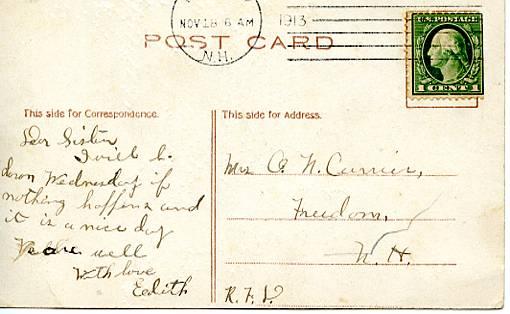 NOV 18 6 AM
1913
N.H.
POST CARD
U.S. POSTAGE
1 CENT 1
This side for Correspondence.
This side for Address.
Dear Sister
I will be
down Wednesday if
nothing happens and
it is a nice day
We are well
With love
Eedith
Mrs O. N. Currier,
Freedom,
N. H.
R. F. D.